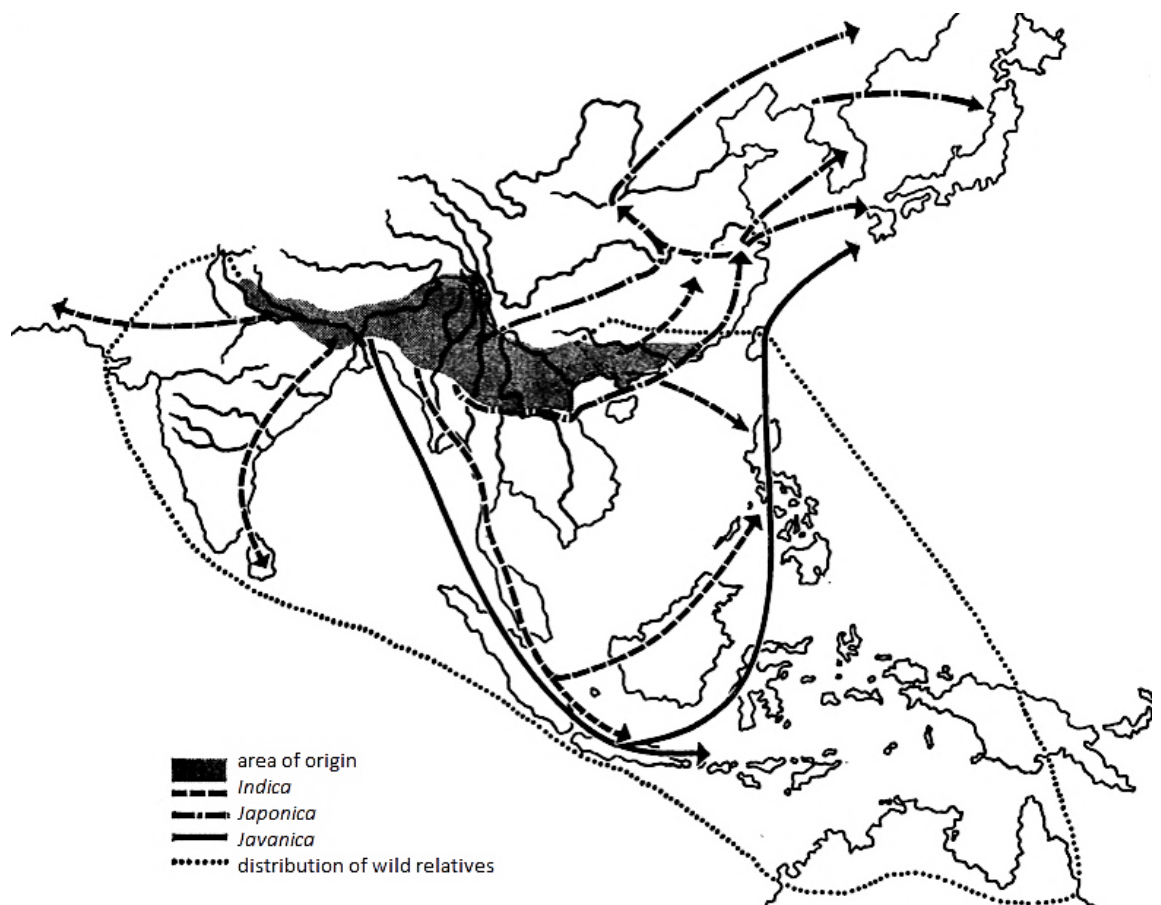 area of origin
Indica
Japonica
Javanica
distribution of wild relatives